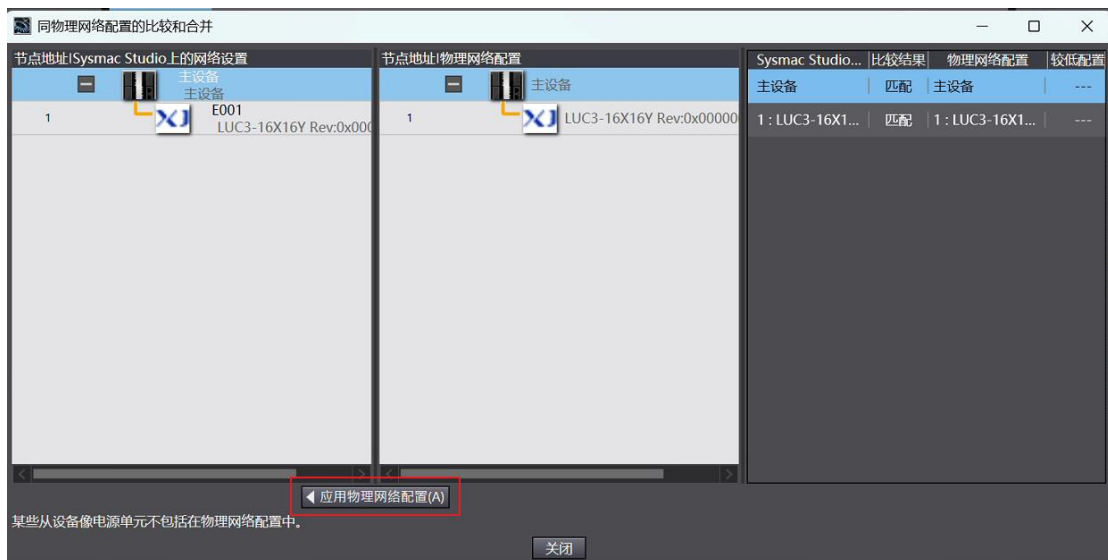 同物理网络配置的比较和合并
节点地址|Sysmac Studio上的网络设置
主设备
主设备
1
E001
LUC3-16X16Y Rev:0x000
节点地址|物理网络配置
主设备
1
LUC3-16X16Y Rev:0x00000
Sysmac Studio... 比较结果 物理网络配置 较低配置
主设备 匹配 主设备 ---
1 : LUC3-16X1... 匹配 1 : LUC3-16X1... ---
应用物理网络配置(A)
某些从设备像电源单元不包括在物理网络配置中。
关闭